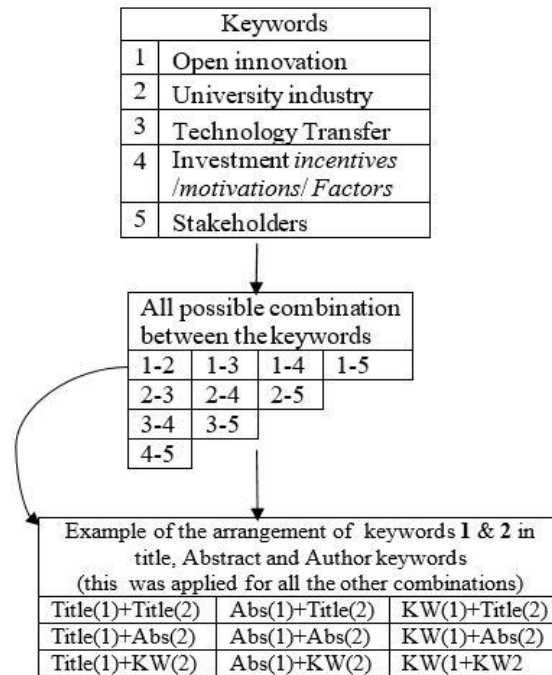 Keywords
1 Open innovation
2 University industry
3 Technology Transfer
4 Investment incentives
/motivations/ Factors
5 Stakeholders
All possible combination
between the keywords
1-2 1-3 1-4 1-5
2-3 2-4 2-5
3-4 3-5
4-5
Example of the arrangement of keywords 1 & 2 in
title, Abstract and Author keywords
(this was applied for all the other combinations)
Title(1)+Title(2) Abs(1)+Title(2) KW(1)+Title(2)
Title(1)+Abs(2) Abs(1)+Abs(2) KW(1)+Abs(2)
Title(1)+KW(2) Abs(1)+KW(2) KW(1+KW2